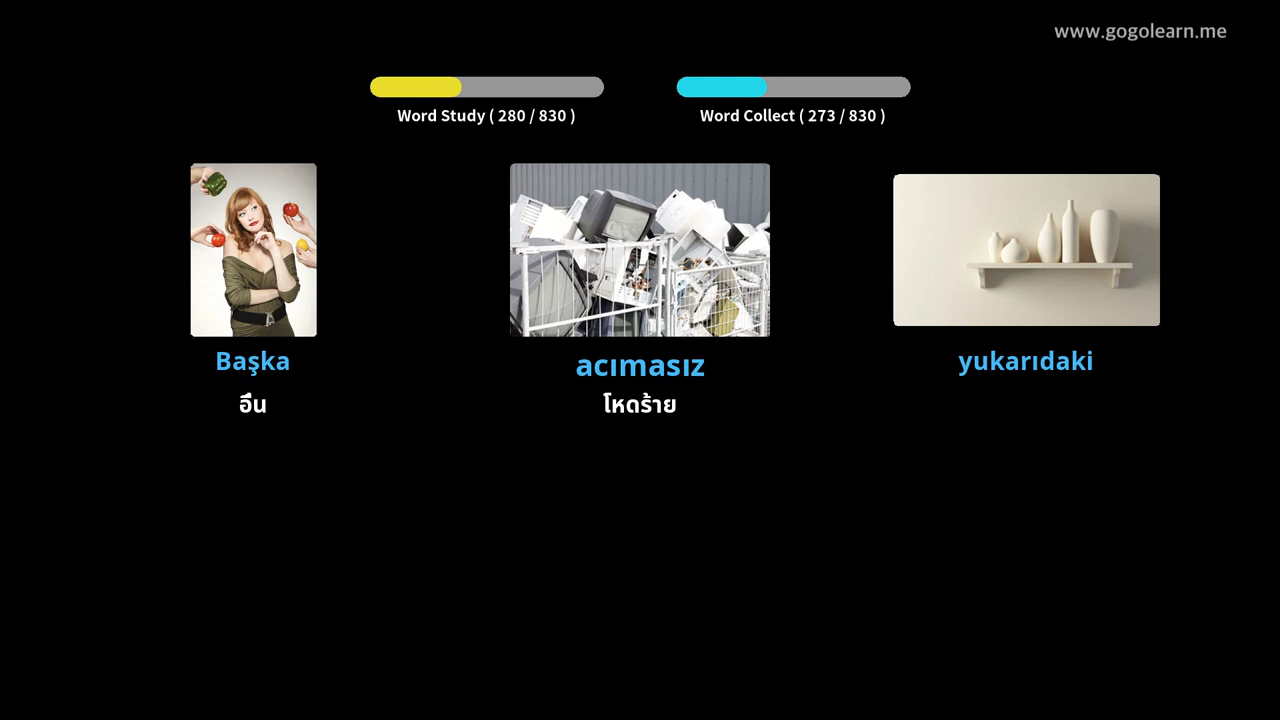 www.gogolearn.me
Word Study ( 280 / 830 )
Word Collect ( 273 / 830 )
Başka
acımasız
yukarıdaki
อื่น
โหดร้าย